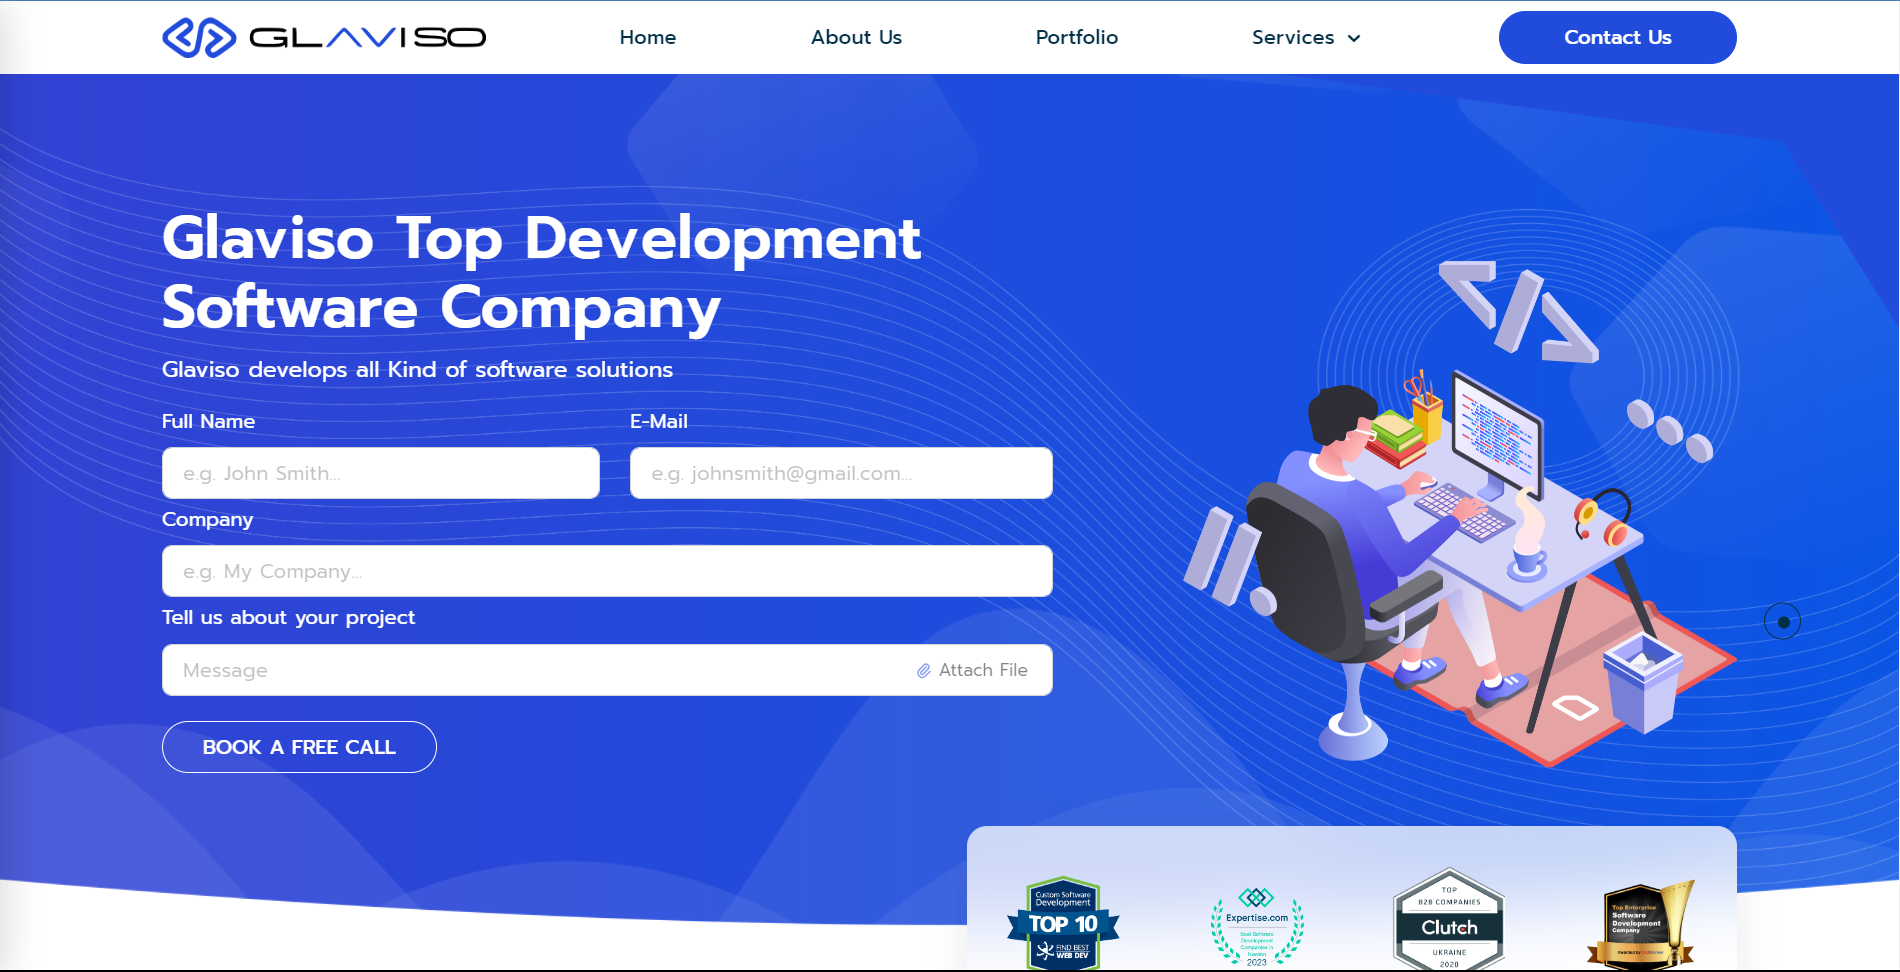 GLAVISO
Home
About Us
Portfolio
Services
Contact Us
Glaviso Top Development
Software Company
Glaviso develops all Kind of software solutions
Full Name
E-Mail
e.g. John Smith...
e.g. johnsmith@gmail.com...
Company
e.g. My Company...
Tell us about your project
Message
Attach File
BOOK A FREE CALL
Custom Software
Development
TOP 10
FIND BEST
WEB DEV
Expertise.com
Best Software
Development
Companies in
Newton
2023
TOP
B2B COMPANIES
Clutch
UKRAINE
2020
Top Enterprise
Software
Development
Company